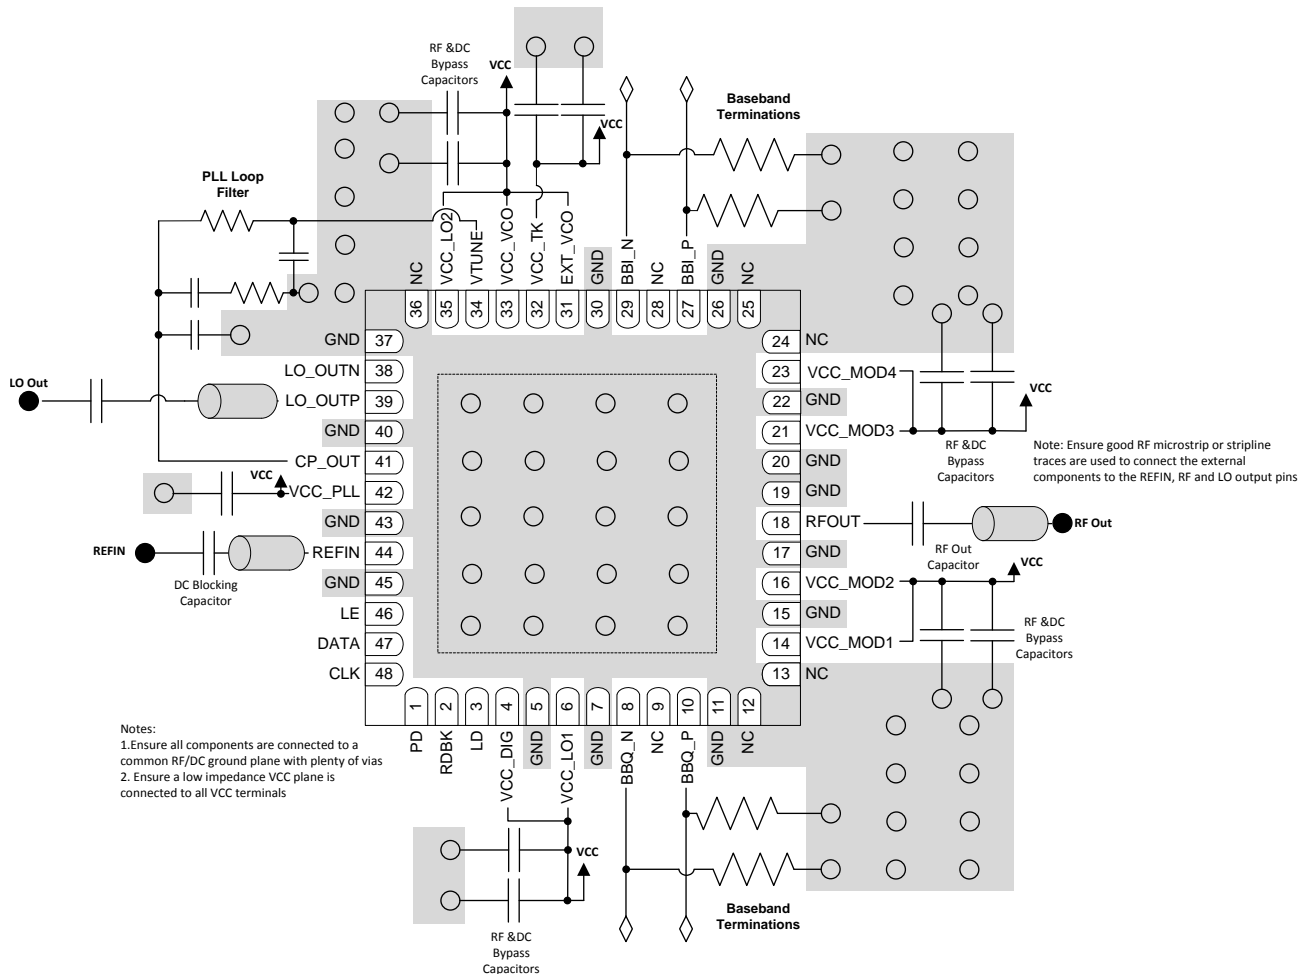 RF &DC
Bypass
Capacitors
VCC
VCC
Baseband
Terminations
PLL Loop
Filter
NC
VCC_LO2
VTUNE
VCC_VCO
VCC_TK
EXT_VCO
GND
BBI_N
NC
BBI_P
GND
NC
36
35
34
33
32
31
30
29
28
27
26
25
GND 37
LO_OUTN 38
LO_OUTP 39
GND 40
CP_OUT 41
VCC_PLL 42
GND 43
REFIN 44
GND 45
LE 46
DATA 47
CLK 48
LO Out
VCC
REFIN
DC Blocking
Capacitor
24 NC
23 VCC_MOD4
22 GND
21 VCC_MOD3
20 GND
19 GND
18 RFOUT
17 GND
16 VCC_MOD2
15 GND
14 VCC_MOD1
13 NC
VCC
RF &DC
Bypass
Capacitors
Note: Ensure good RF microstrip or stripline
traces are used to connect the external
components to the REFIN, RF and LO output pins
RF Out
RF Out
Capacitor
VCC
RF &DC
Bypass
Capacitors
1
2
3
4
5
6
7
8
9
10
11
12
PD
RDBK
LD
VCC_DIG
GND
VCC_LO1
GND
BBQ_N
NC
BBQ_P
GND
NC
Notes:
1.Ensure all components are connected to a
common RF/DC ground plane with plenty of vias
2. Ensure a low impedance VCC plane is
connected to all VCC terminals
VCC
RF &DC
Bypass
Capacitors
Baseband
Terminations